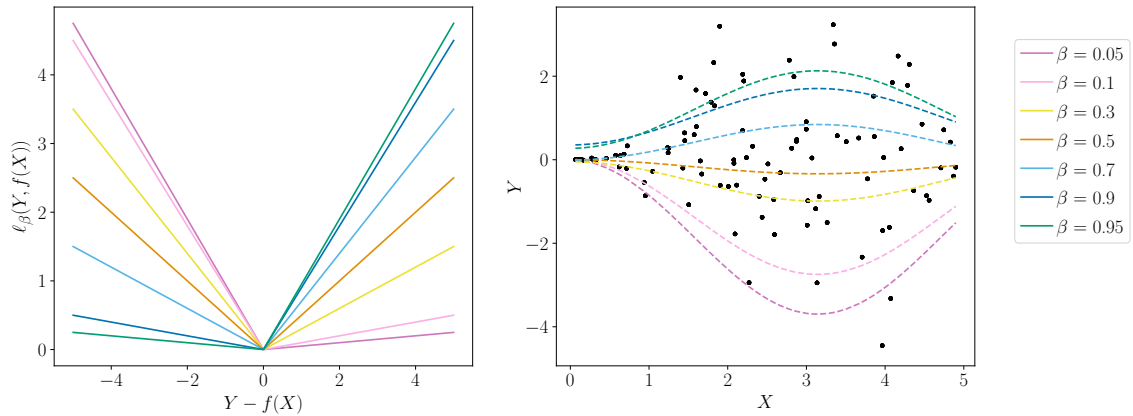 4
3
2
1
0
−4 −2 0 2 4
ℓβ(Y, f(X))
Y − f(X)
2
0
−2
−4
0 1 2 3 4 5
Y
X
β = 0.05
β = 0.1
β = 0.3
β = 0.5
β = 0.7
β = 0.9
β = 0.95